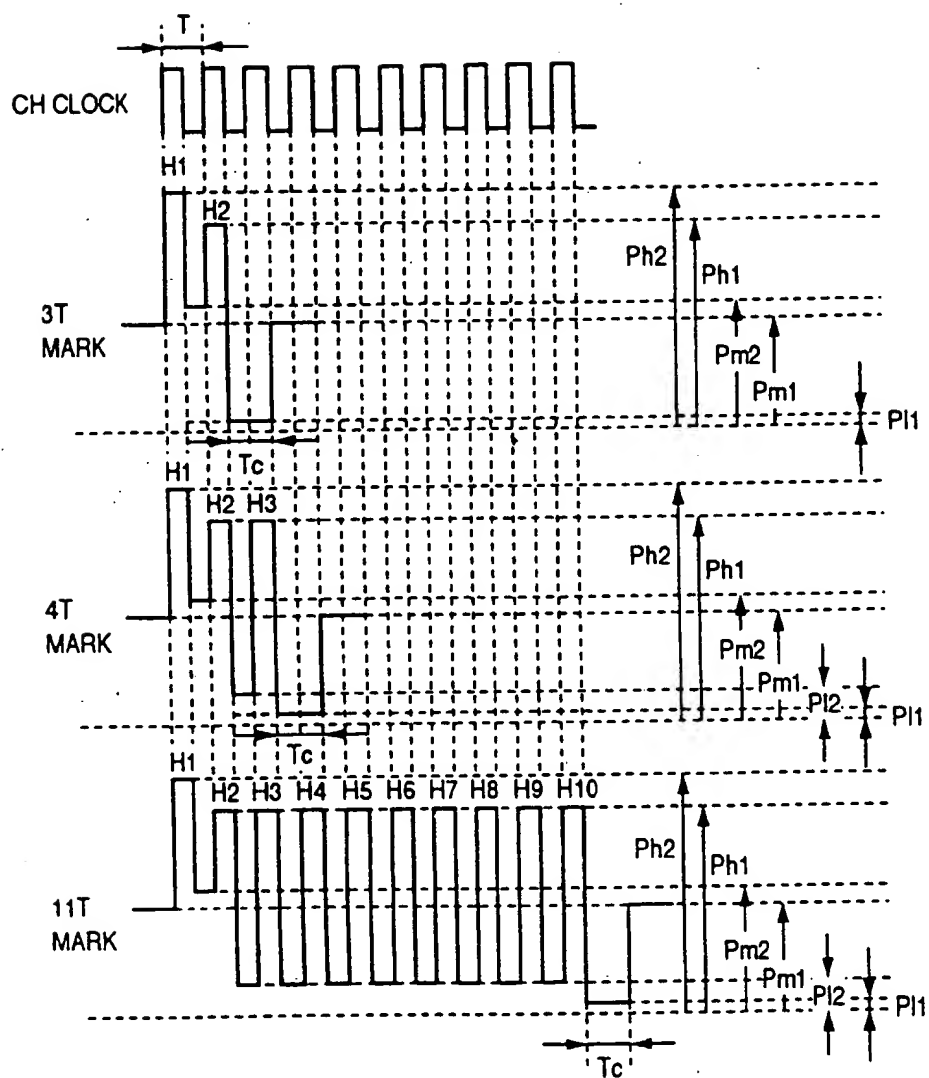 T
CH CLOCK
H1
H2
Ph2
Ph1
3T
MARK
Pm2
Pm1
Pl1
Tc
H1
H2 H3
Ph2
Ph1
4T
MARK
Pm2
Pm1
Pl2
Pl1
Tc
H1
H2 H3 H4 H5 H6 H7 H8 H9 H10
Ph2
Ph1
11T
MARK
Pm2
Pm1
Pl2
Pl1
Tc